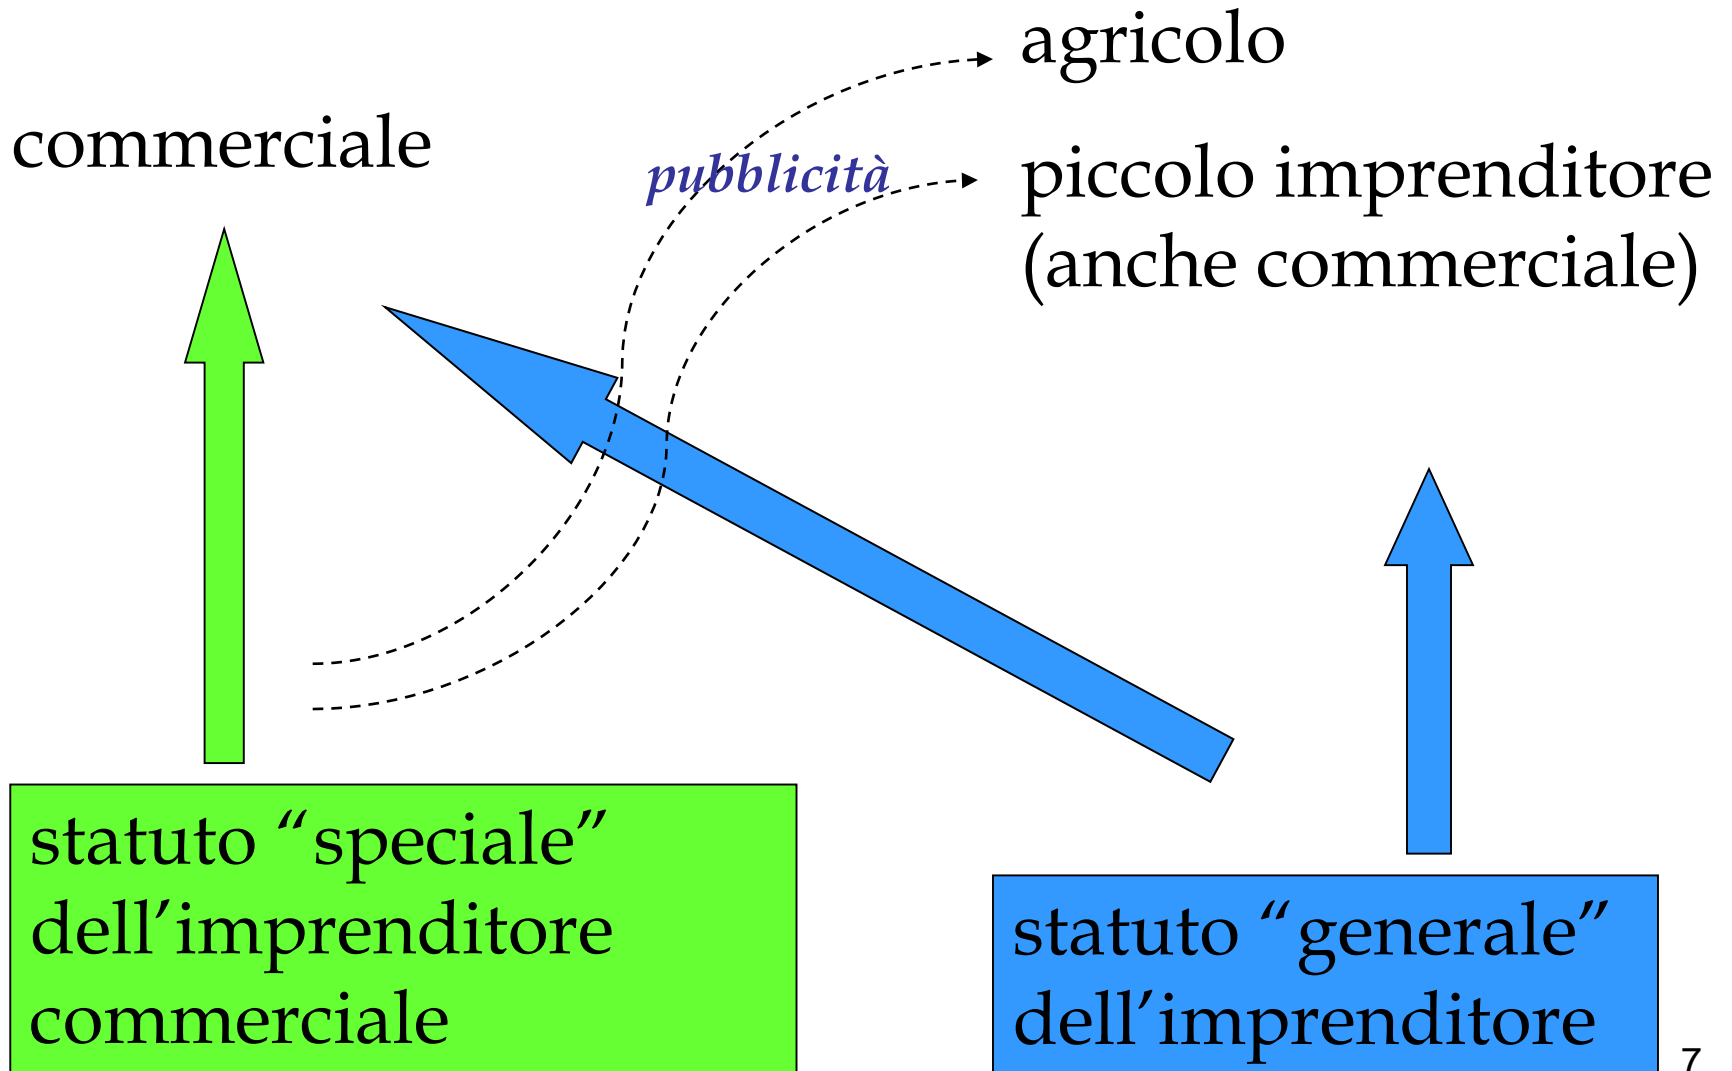 agricolo
commerciale
pubblicità
piccolo imprenditore
(anche commerciale)
statuto “speciale”
dell’imprenditore
commerciale
statuto “generale”
dell’imprenditore
7